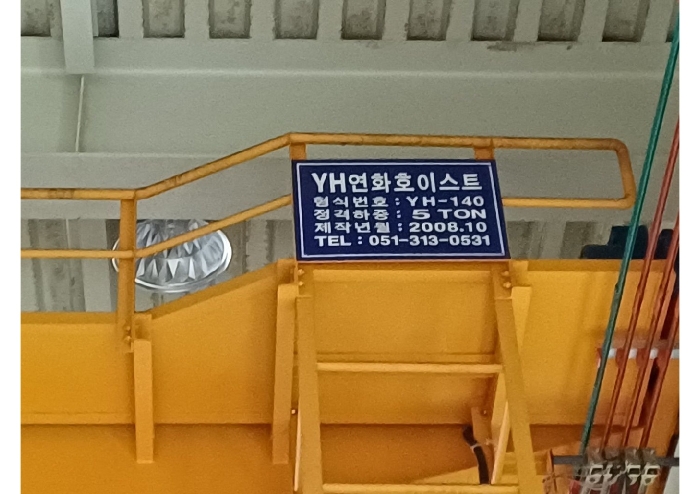 YH연화호이스트
형식번호 : YH-140
정격하중 : 5 TON
제작년월 : 2008.10
TEL : 051-313-0531